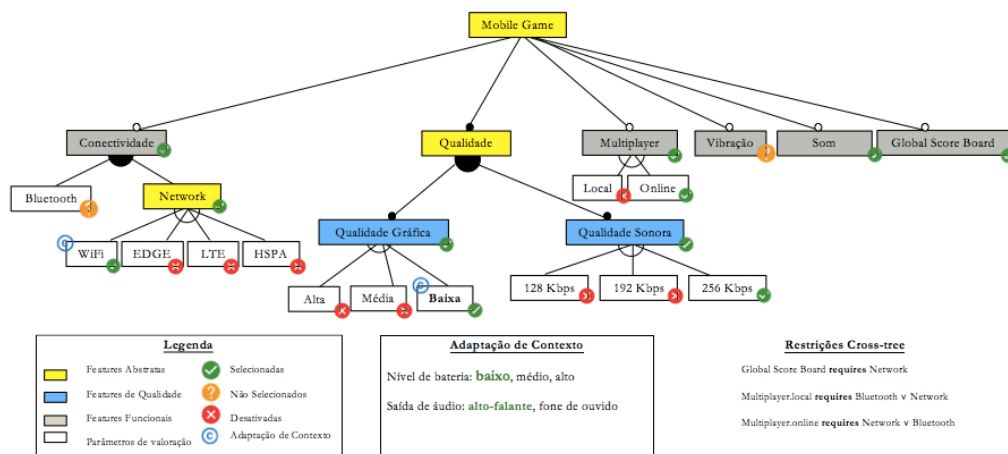 Mobile Game
Conectividade
Qualidade
Multiplayer
Vibração
Som
Global Score Board
Bluetooth
Network
Local
Online
Qualidade Gráfica
Qualidade Sonora
WiFi
EDGE
LTE
HSPA
Alta
Média
Baixa
128 Kbps
192 Kbps
256 Kbps
Legenda
Features Abstratas
Selecionadas
Features de Qualidade
Não Selecionados
Features Funcionais
Desativadas
Parâmetros de valoração
Adaptação de Contexto
Adaptação de Contexto
Nível de bateria: baixo, médio, alto
Saída de áudio: alto-falante, fone de ouvido
Restrições Cross-tree
Global Score Board requires Network
Multiplayer.local requires Bluetooth v Network
Multiplayer.online requires Network v Bluetooth